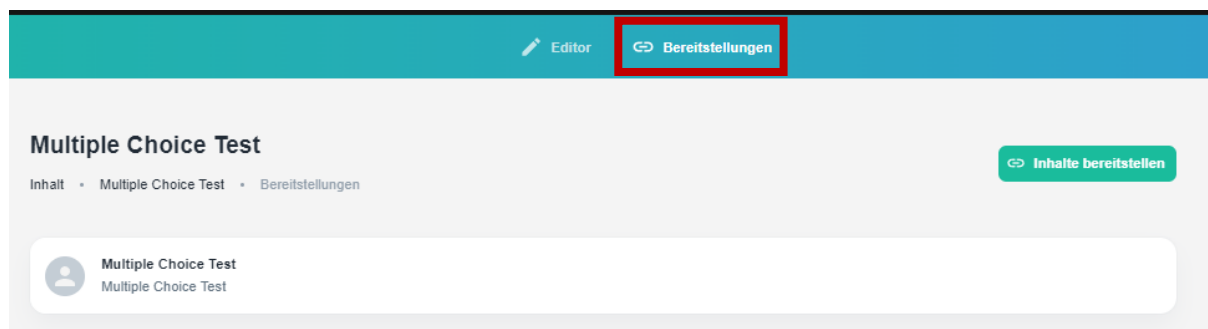 Editor
Bereitstellungen
Multiple Choice Test
Inhalte bereitstellen
Inhalt • Multiple Choice Test • Bereitstellungen
Multiple Choice Test
Multiple Choice Test